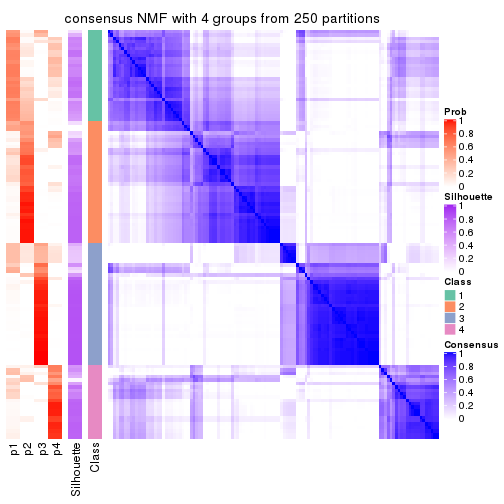 consensus NMF with 4 groups from 250 partitions
Prob
1
0.8
0.6
0.4
0.2
0
Silhouette
1
0.8
0.6
0.4
0.2
0
Class
1
2
3
4
Consensus
1
0.8
0.6
0.4
0.2
0
p1
p2
p3
p4
Silhouette
Class